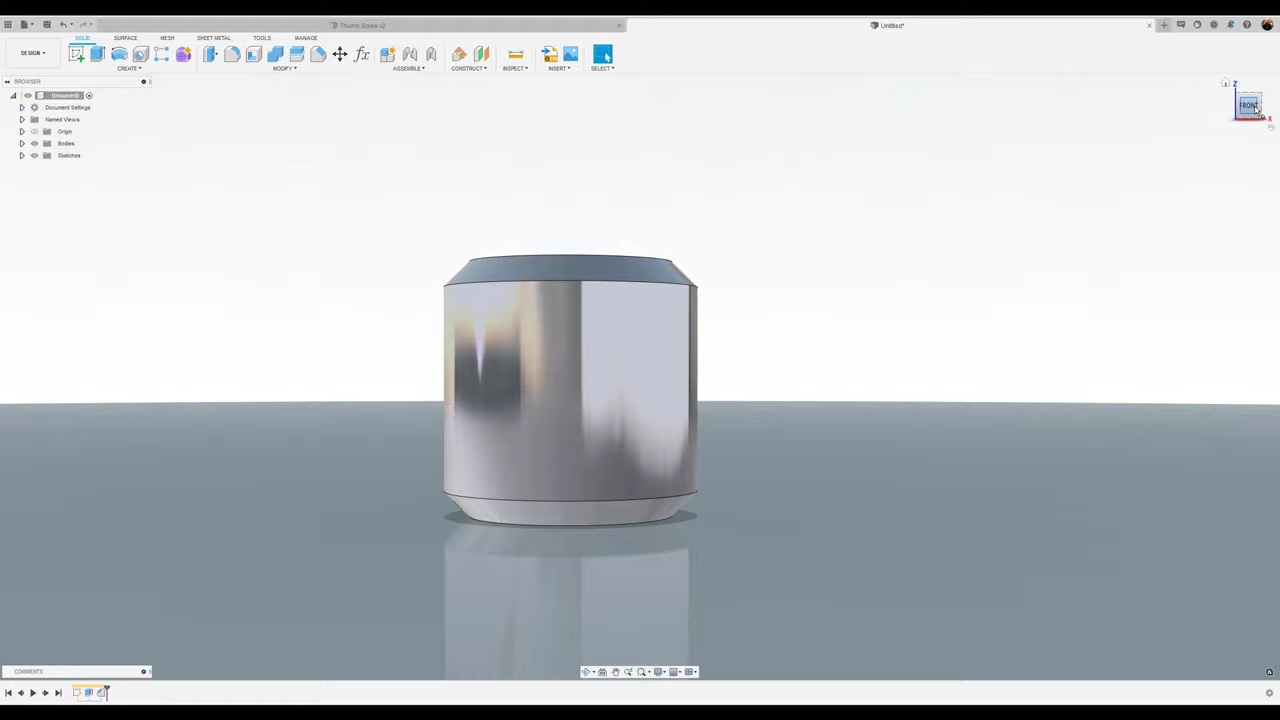 Thumb Screw v2
Untitled*
DESIGN
SOLID
SURFACE
MESH
SHEET METAL
TOOLS
MANAGE
CREATE
MODIFY
ASSEMBLE
CONSTRUCT
INSPECT
INSERT
SELECT
BROWSER
(Unsaved)
Document Settings
Named Views
Origin
Bodies
Sketches
Z
FRONT
X
COMMENTS